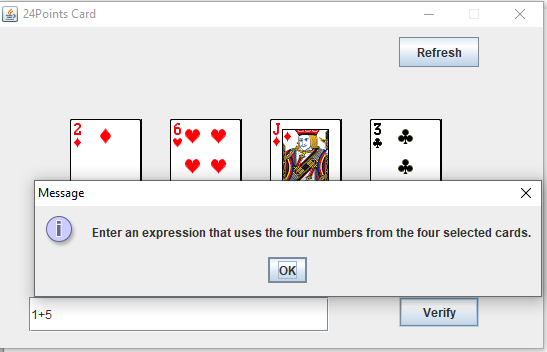 24Points Card
Refresh
2 6 J 3
Message
Enter an expression that uses the four numbers from the four selected cards.
OK
1+5
Verify